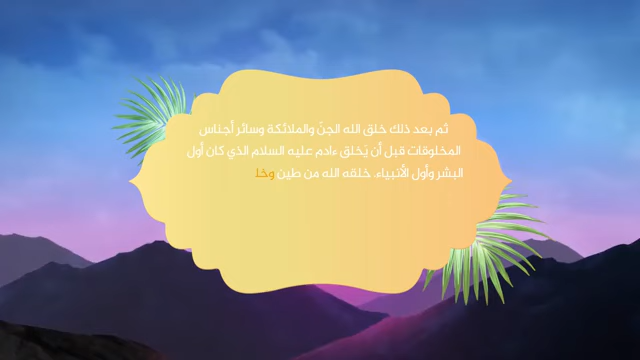 ثم بعد ذلك خلق الله الجنّ والملائكة وسائر أجناس
المخلوقات قبل أن يَخلق ءادم عليه السلام الذي كان أول
البشر وأول الأنبياء. خلقه الله من طين وخلـ